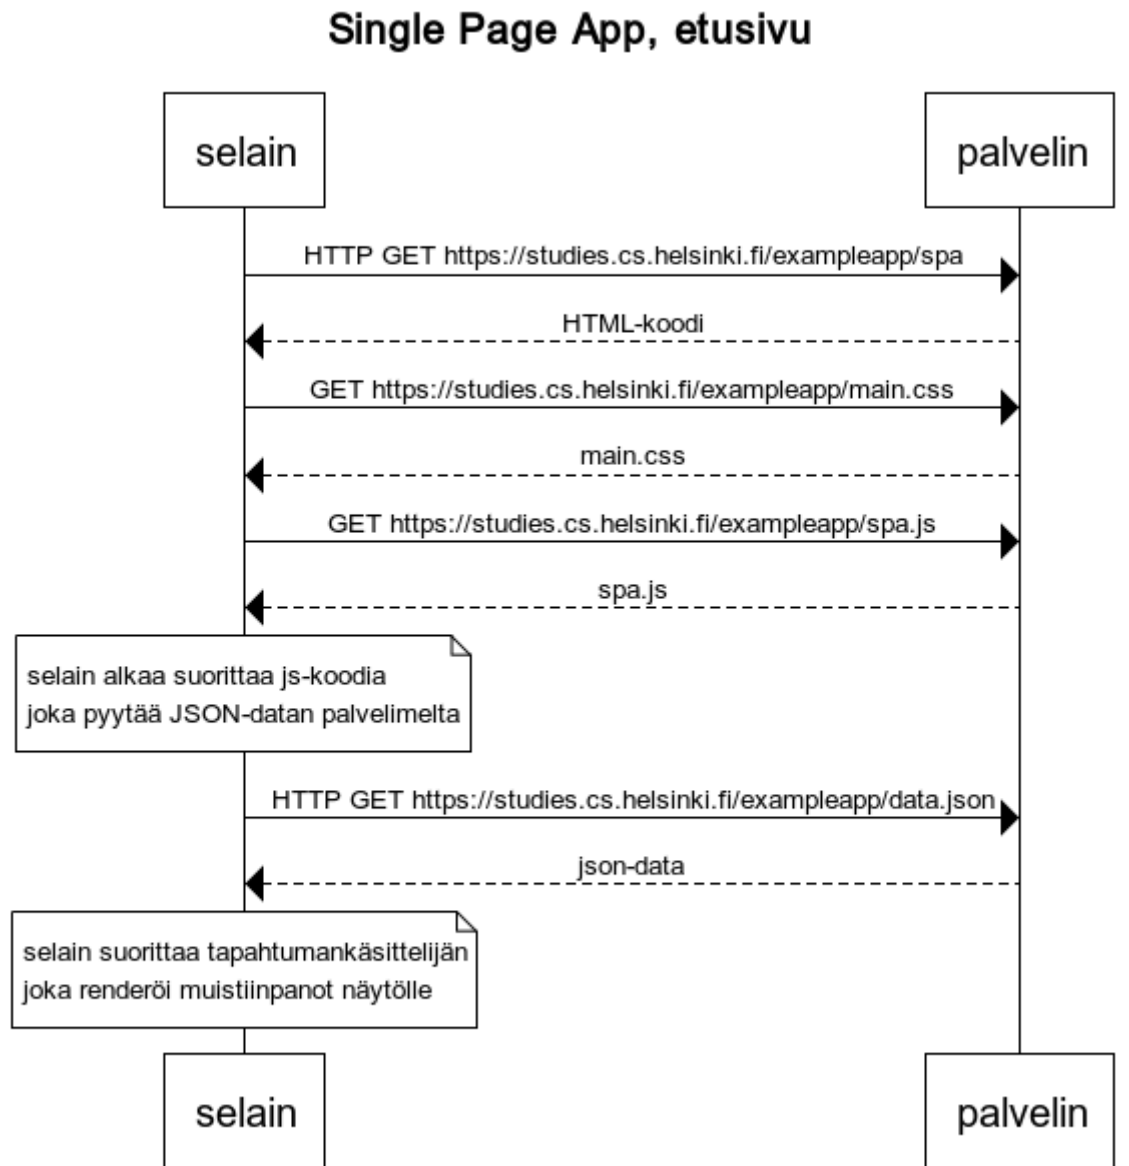 Single Page App, etusivu
selain
palvelin
HTTP GET https://studies.cs.helsinki.fi/exampleapp/spa
HTML-koodi
GET https://studies.cs.helsinki.fi/exampleapp/main.css
main.css
GET https://studies.cs.helsinki.fi/exampleapp/spa.js
spa.js
selain alkaa suorittaa js-koodia
joka pyytää JSON-datan palvelimelta
HTTP GET https://studies.cs.helsinki.fi/exampleapp/data.json
json-data
selain suorittaa tapahtumankäsittelijän
joka renderöi muistiinpanot näytölle
selain
palvelin